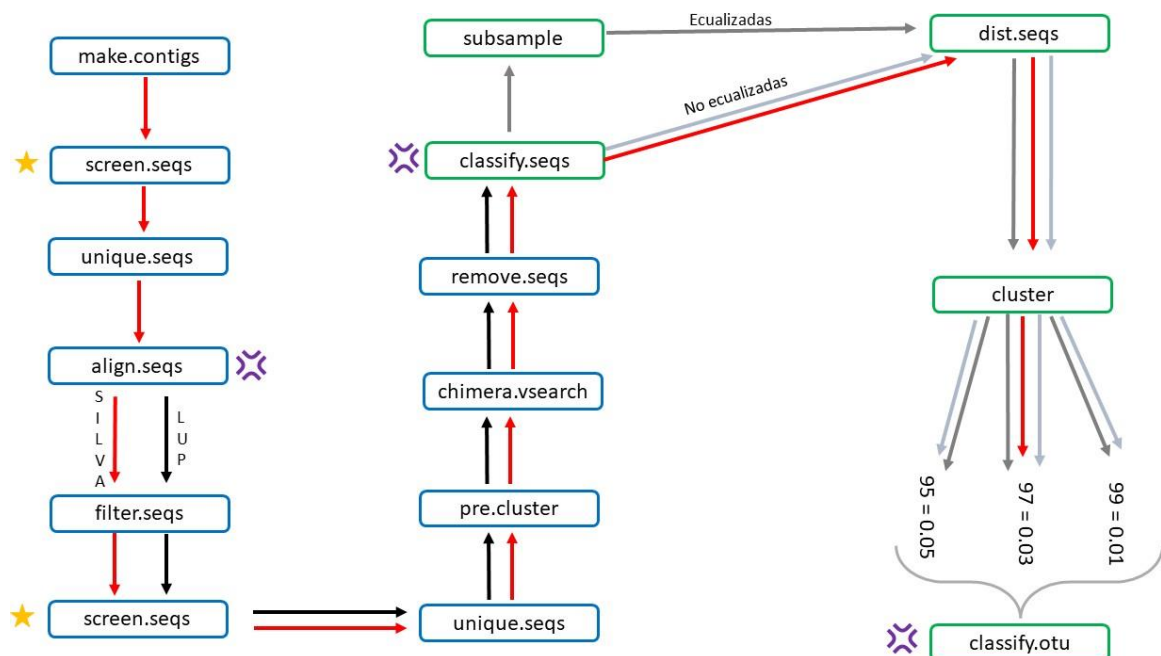 make.contigs
screen.seqs
unique.seqs
align.seqs
SILVA
LUP
filter.seqs
screen.seqs
subsample
classify.seqs
remove.seqs
chimera.vsearch
pre.cluster
unique.seqs
Ecualizadas
No ecualizadas
dist.seqs
cluster
95 = 0.05
97 = 0.03
99 = 0.01
classify.otu